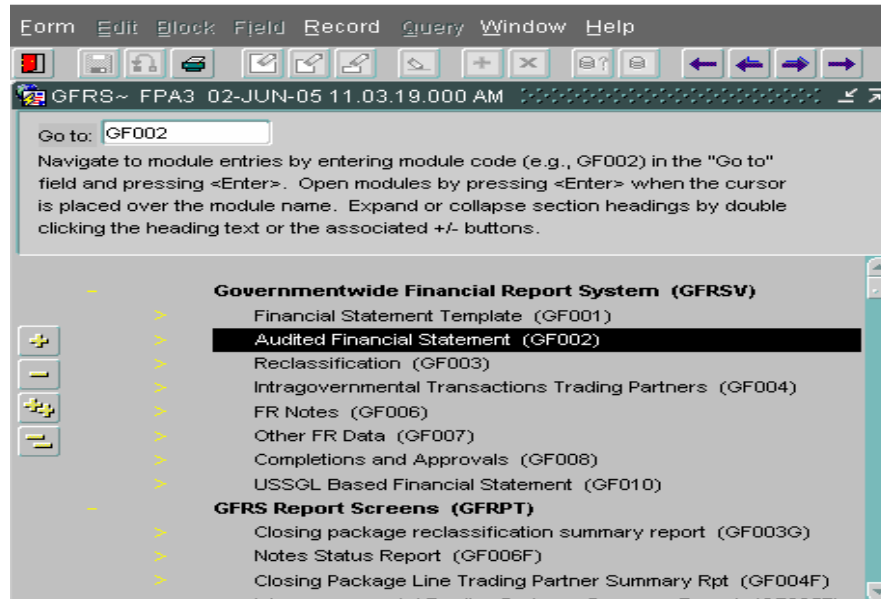 Form Edit Block Field Record Query Window Help
GFRS~ FPA3 02-JUN-05 11.03.19.000 AM
Go to: GF002
Navigate to module entries by entering module code (e.g., GF002) in the "Go to"
field and pressing <Enter>. Open modules by pressing <Enter> when the cursor
is placed over the module name. Expand or collapse section headings by double
clicking the heading text or the associated +/- buttons.
Governmentwide Financial Report System (GFRSV)
Financial Statement Template (GF001)
Audited Financial Statement (GF002)
Reclassification (GF003)
Intragovernmental Transactions Trading Partners (GF004)
FR Notes (GF006)
Other FR Data (GF007)
Completions and Approvals (GF008)
USSGL Based Financial Statement (GF010)
GFRS Report Screens (GFRPT)
Closing package reclassification summary report (GF003G)
Notes Status Report (GF006F)
Closing Package Line Trading Partner Summary Rpt (GF004F)